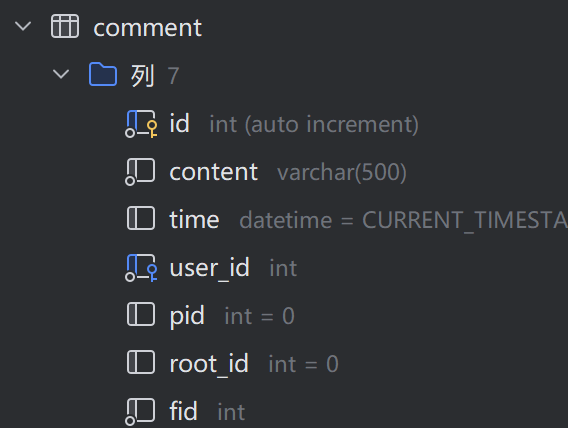 comment
列 7
id int (auto increment)
content varchar(500)
time datetime = CURRENT_TIMESTA
user_id int
pid int = 0
root_id int = 0
fid int